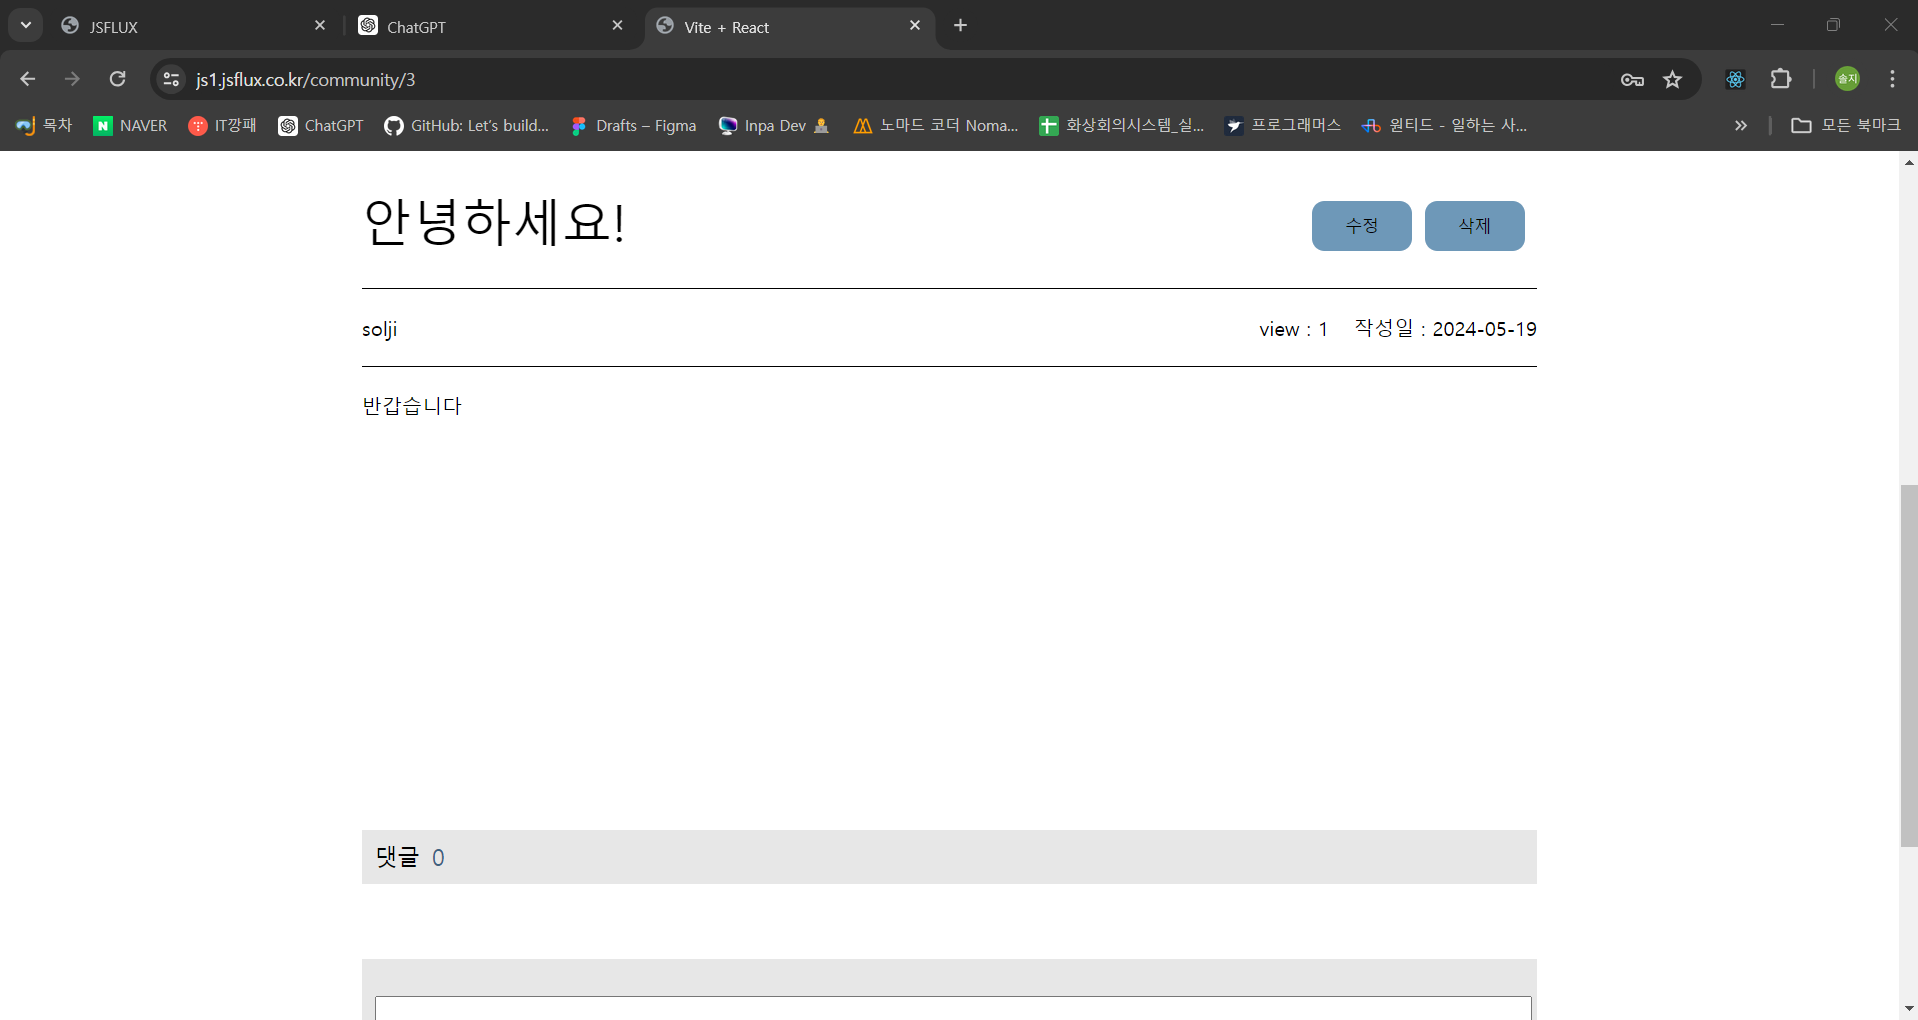 JSFLUX ChatGPT Vite + React
js1.jsflux.co.kr/community/3 솔지
목차 NAVER IT깡패 ChatGPT GitHub: Let's build... Drafts – Figma Inpa Dev 노마드 코더 Noma... 화상회의시스템_실... 프로그래머스 원티드 - 일하는 사... 모든 북마크
안녕하세요! 수정 삭제
solji view : 1 작성일 : 2024-05-19
반갑습니다
댓글 0